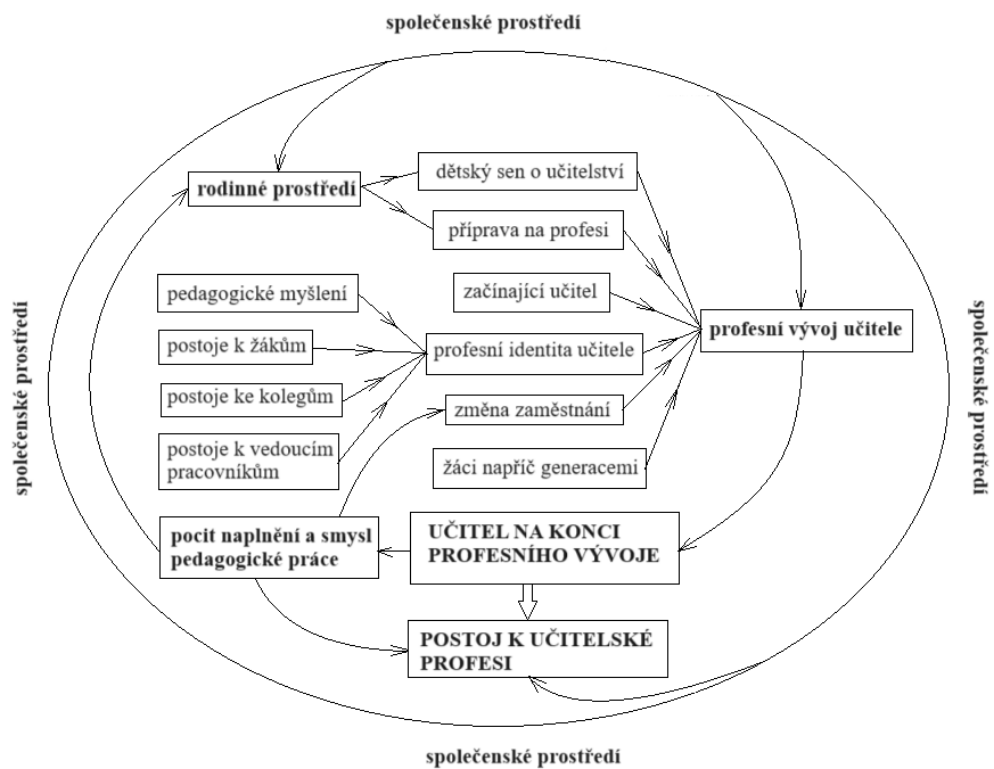 společenské prostředí
rodinné prostředí
dětský sen o učitelství
příprava na profesi
pedagogické myšlení
začínající učitel
postoje k žákům
profesní identita učitele
profesní vývoj učitele
postoje ke kolegům
změna zaměstnání
postoje k vedoucím
pracovníkům
žáci napříč generacemi
společenské prostředí
společenské prostředí
pocit naplnění a smysl
pedagogické práce
UČITEL NA KONCI
PROFESNÍHO VÝVOJE
POSTOJ K UČITELSKÉ
PROFESI
společenské prostředí